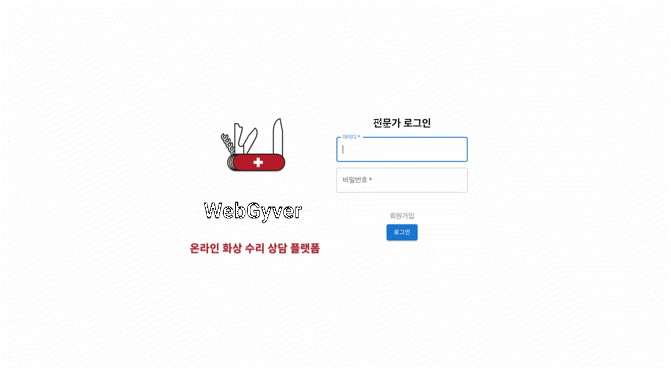 WebGyver
온라인 화상 수리 상담 플랫폼
전문가 로그인
아이디 *
비밀번호 *
회원가입
로그인